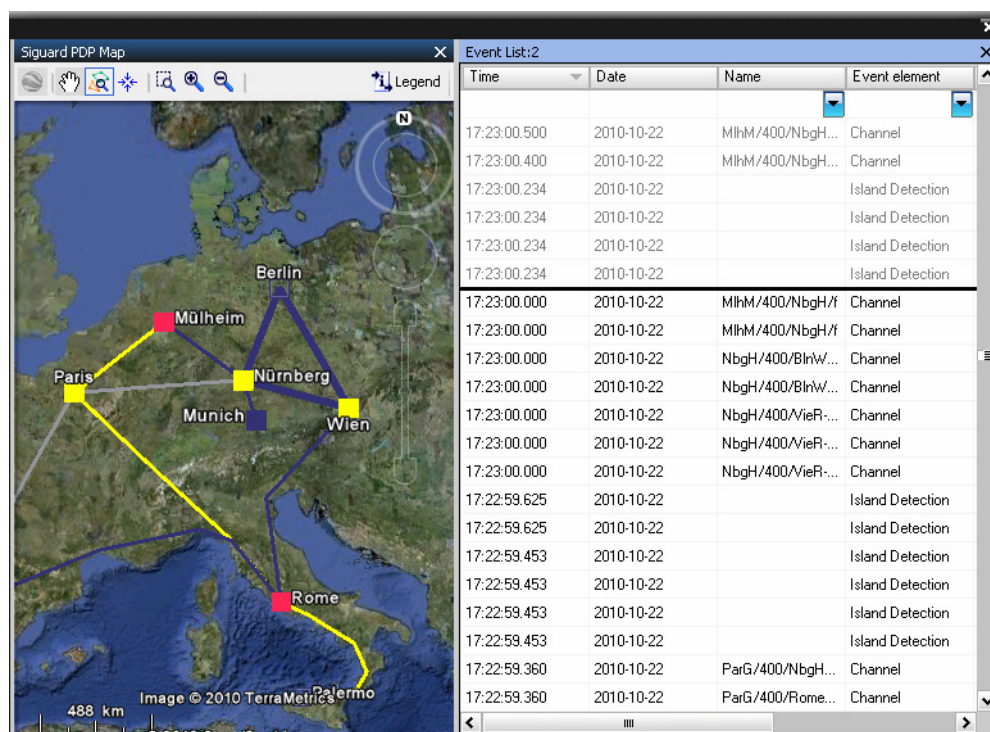 Siguard PDP Map
Legend
N
Berlin
Mülheim
Nürnberg
Paris
Munich
Wien
Rome
Palermo
Image © 2010 TerraMetrics
488 km
Event List:2
Time Date Name Event element
17:23:00.500 2010-10-22 MlhM/400/NbgH... Channel
17:23:00.400 2010-10-22 MlhM/400/NbgH... Channel
17:23:00.234 2010-10-22 Island Detection
17:23:00.234 2010-10-22 Island Detection
17:23:00.234 2010-10-22 Island Detection
17:23:00.234 2010-10-22 Island Detection
17:23:00.000 2010-10-22 MlhM/400/NbgH/f Channel
17:23:00.000 2010-10-22 MlhM/400/NbgH/f Channel
17:23:00.000 2010-10-22 NbgH/400/BlnW... Channel
17:23:00.000 2010-10-22 NbgH/400/BlnW... Channel
17:23:00.000 2010-10-22 NbgH/400/VieR-... Channel
17:23:00.000 2010-10-22 NbgH/400/VieR-... Channel
17:23:00.000 2010-10-22 NbgH/400/VieR-... Channel
17:22:59.625 2010-10-22 Island Detection
17:22:59.625 2010-10-22 Island Detection
17:22:59.453 2010-10-22 Island Detection
17:22:59.453 2010-10-22 Island Detection
17:22:59.453 2010-10-22 Island Detection
17:22:59.453 2010-10-22 Island Detection
17:22:59.360 2010-10-22 ParG/400/NbgH... Channel
17:22:59.360 2010-10-22 ParG/400/Rome... Channel